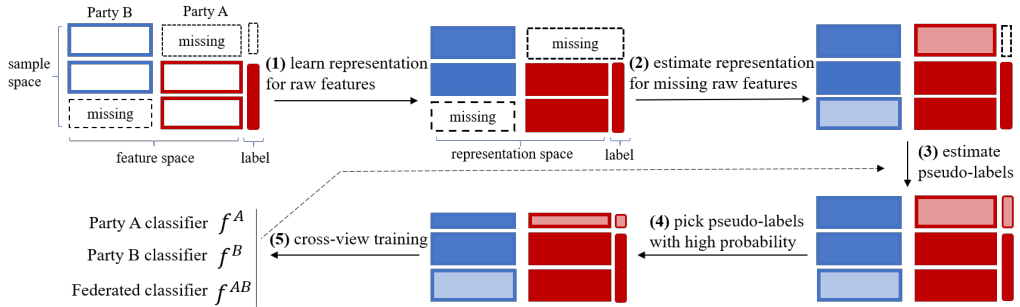 Party B
Party A
missing
sample
space
missing
feature space
label
(1) learn representation
for raw features
missing
missing
representation space
label
(2) estimate representation
for missing raw features
(3) estimate
pseudo-labels
(4) pick pseudo-labels
with high probability
(5) cross-view training
Party A classifier f^A
Party B classifier f^B
Federated classifier f^AB